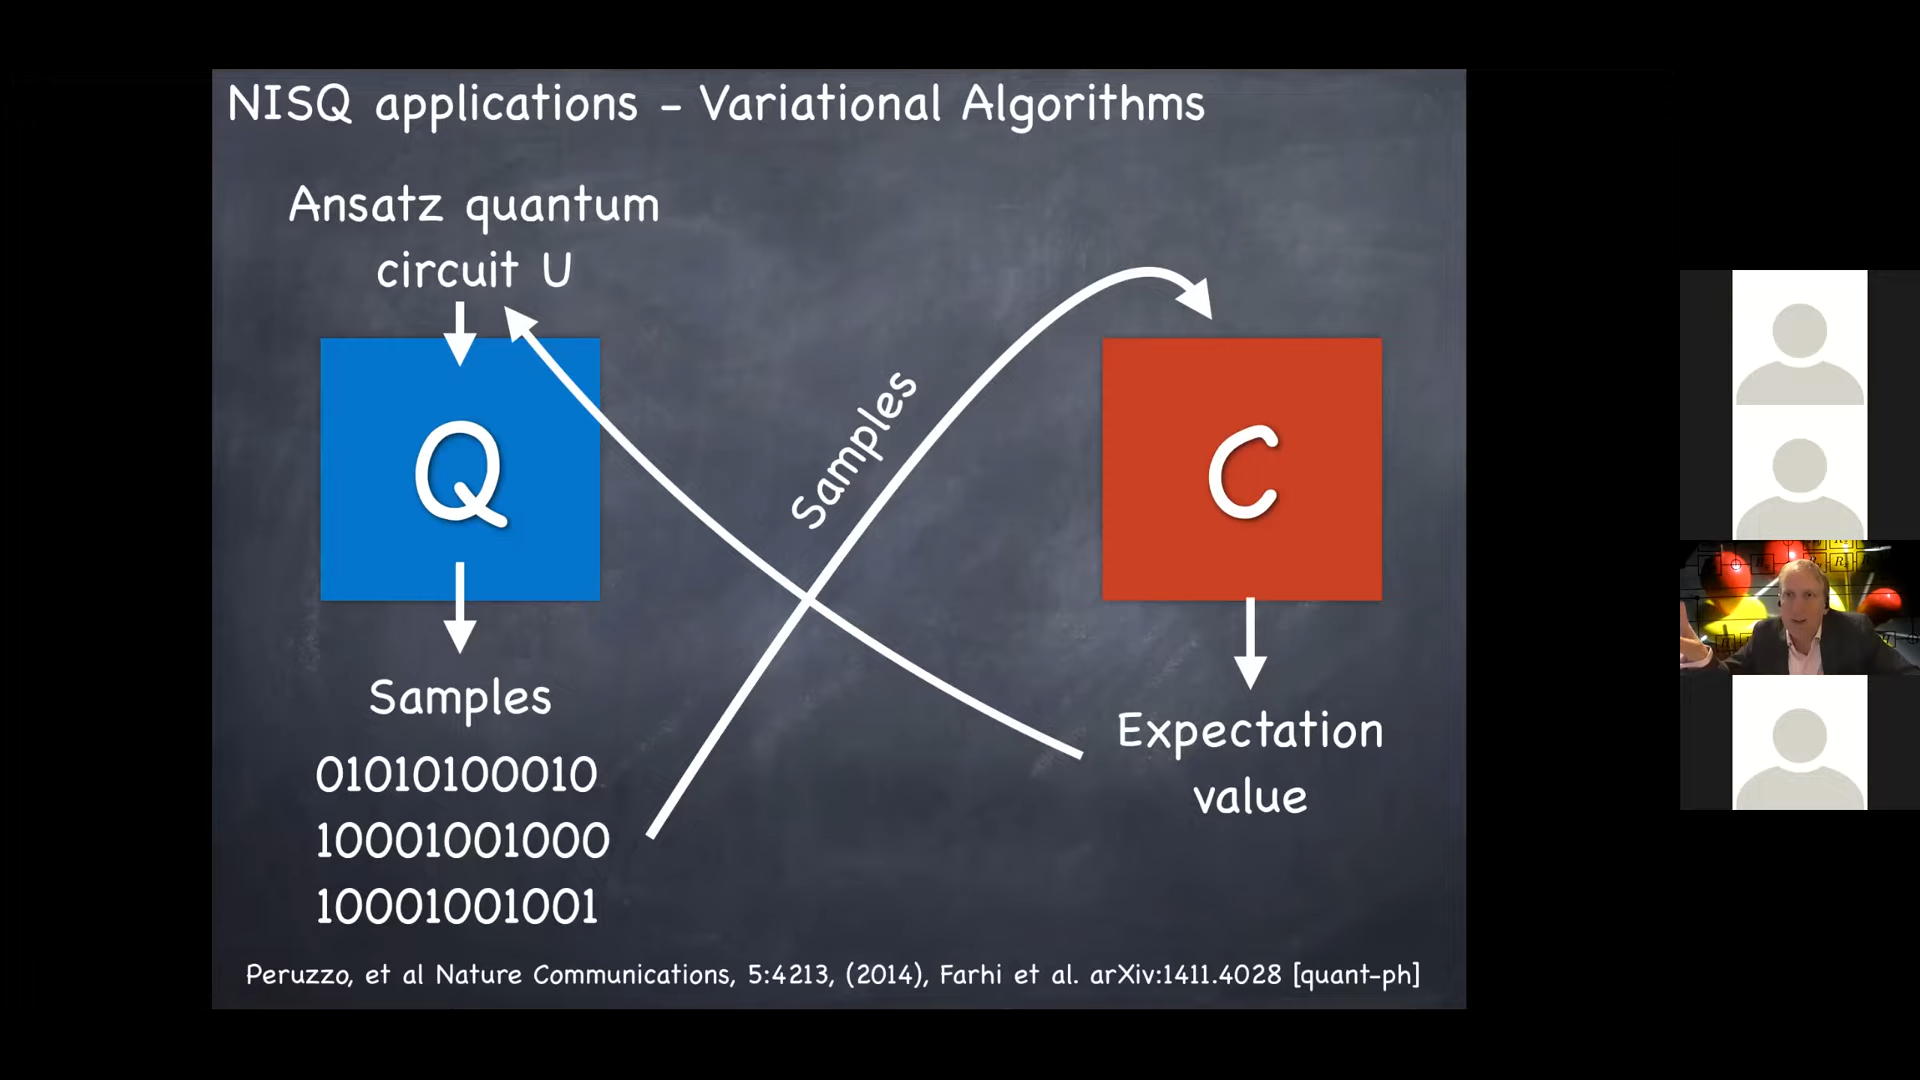 NISQ applications - Variational Algorithms
Ansatz quantum
circuit U
Q
Samples
01010100010
10001001000
10001001001
Samples
C
Expectation
value
Peruzzo, et al Nature Communications, 5:4213, (2014), Farhi et al. arXiv:1411.4028 [quant-ph]